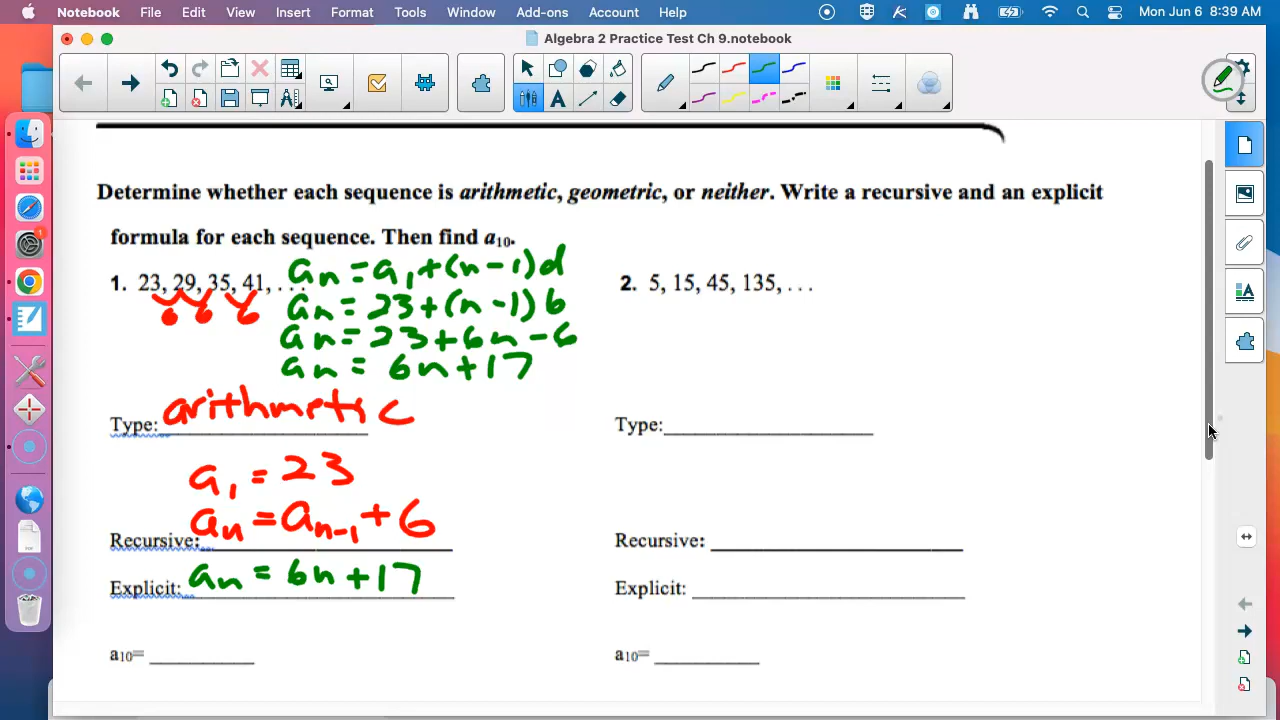 Notebook File Edit View Insert Format Tools Window Add-ons Account Help Mon Jun 6 8:39 AM
Algebra 2 Practice Test Ch 9.notebook
Determine whether each sequence is arithmetic, geometric, or neither. Write a recursive and an explicit
formula for each sequence. Then find a10.
1. 23, 29, 35, 41, . . .
6 6 6
an = a1 + (n-1)d
an = 23 + (n-1) 6
an = 23 + 6n - 6
an = 6n + 17
Type: arithmetic
a1 = 23
an = an-1 + 6
Recursive:
Explicit: an = 6n + 17
a10=
2. 5, 15, 45, 135, . . .
Type:
Recursive:
Explicit:
a10=